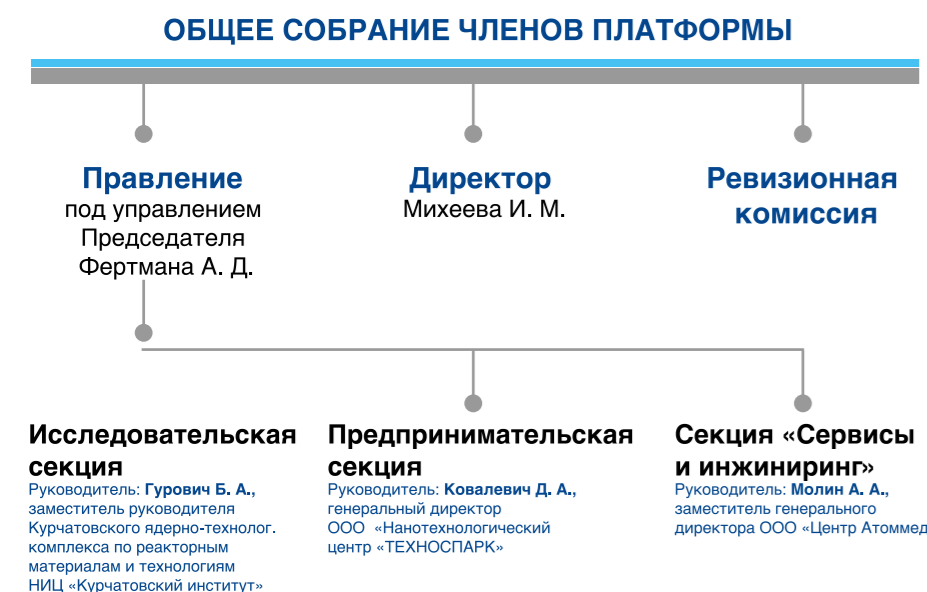 ОБЩЕЕ СОБРАНИЕ ЧЛЕНОВ ПЛАТФОРМЫ
Правление
под управлением
Председателя
Фертмана А. Д.
Директор
Михеева И. М.
Ревизионная
комиссия
Исследовательская
секция
Руководитель: Гурович Б. А.,
заместитель руководителя
Курчатовского ядерно-технолог.
комплекса по реакторным
материалам и технологиям
НИЦ «Курчатовский институт»
Предпринимательская
секция
Руководитель: Ковалевич Д. А.,
генеральный директор
ООО «Нанотехнологический
центр «ТЕХНОСПАРК»
Секция «Сервисы
и инжиниринг»
Руководитель: Молин А. А.,
заместитель генерального
директора ООО «Центр Атоммед